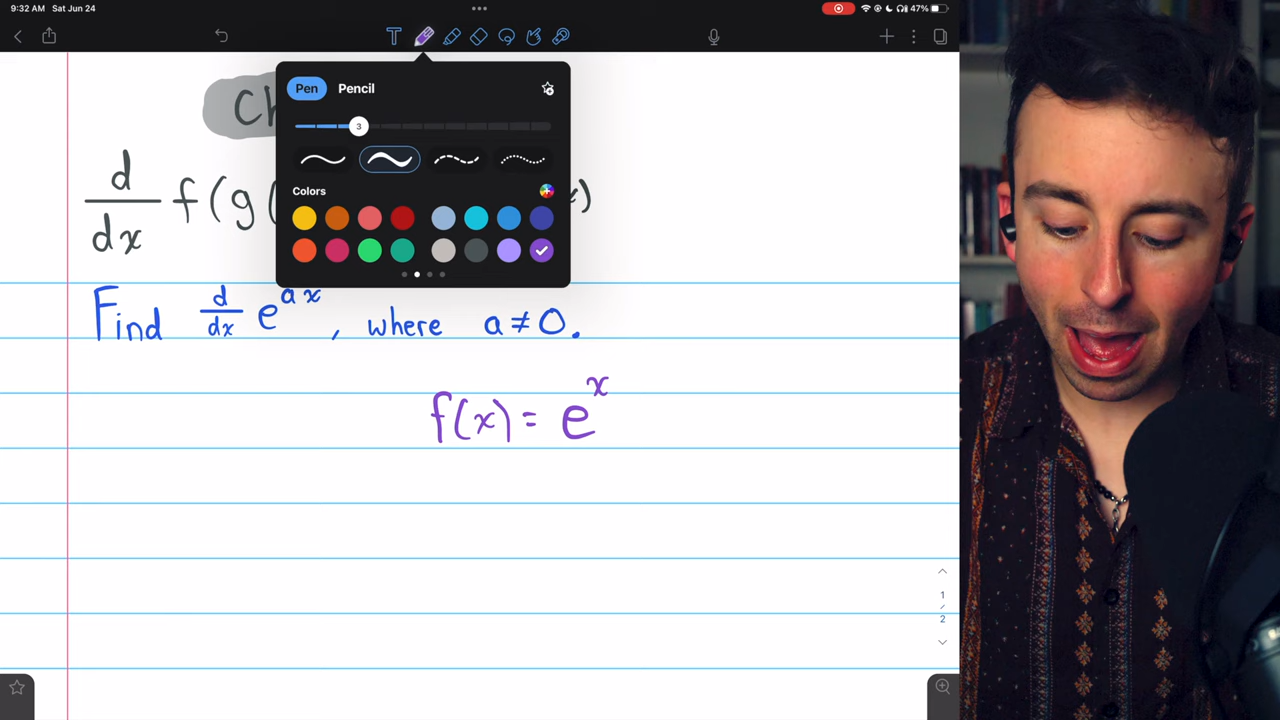 9:32 AM Sat Jun 24
47%
T
Pen Pencil
3
Colors
d/dx f(g(
x)
Find d/dx e^{ax}, where a≠0.
f(x) = e^x
1
/
2